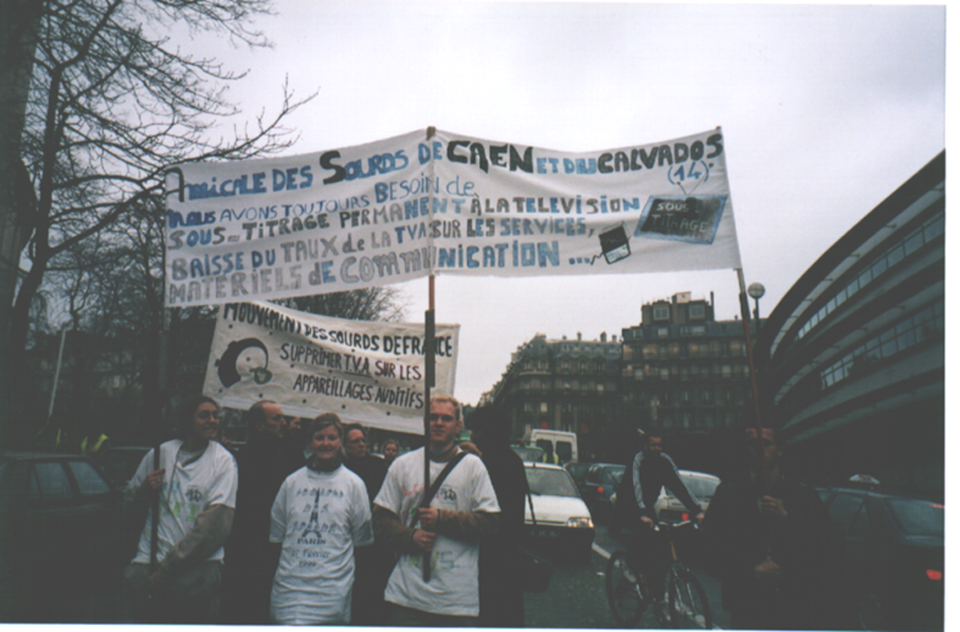 AMICALE DES SOURDS DE CAEN ET DU CALVADOS
(14)
NOUS AVONS TOUJOURS BESOIN de
SOUS-TITRAGE PERMANENT À LA TELEVISION
BAISSE DU TAUX de LA TVA SUR LES SERVICES,
MATERIELS de COMMUNICATION ...
SOUS-
TITRAGE
MOUVEMENT DES SOURDS DE FRANCE
SUPPRIMER T.V.A SUR LES
APPAREILLAGES AUDITIFS
PARIS